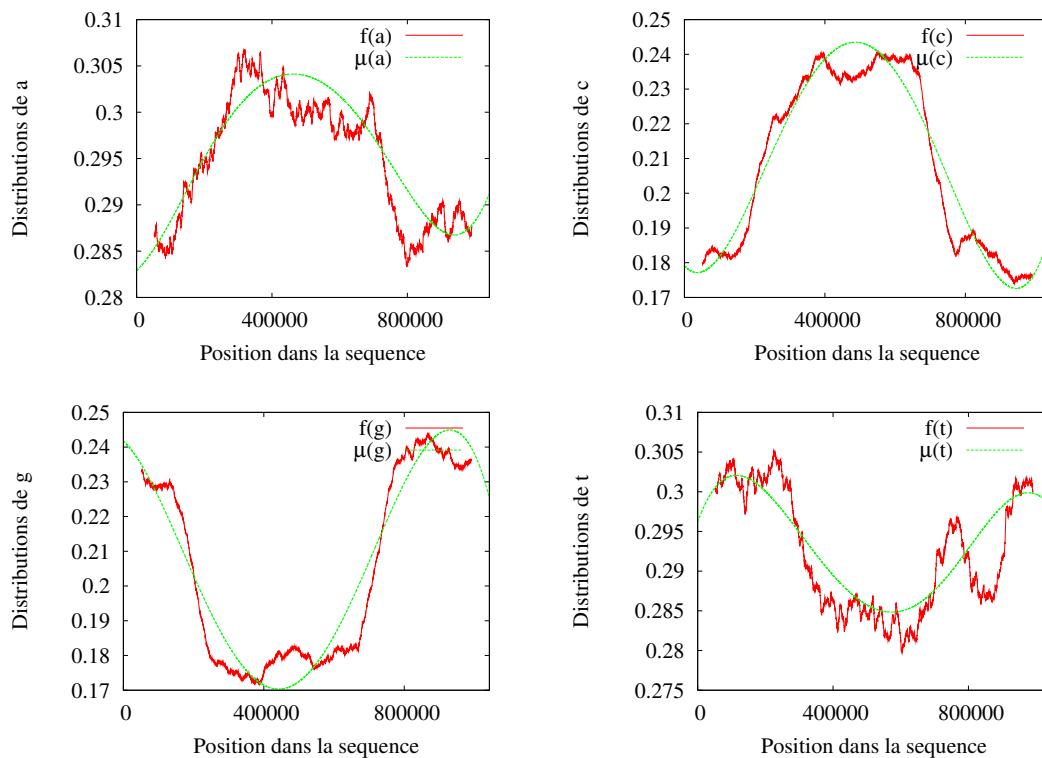 0.31
0.305
0.3
0.295
0.29
0.285
0.28
0
400000
800000
Distributions de a
Position dans la sequence
f(a)
μ(a)
0.25
0.24
0.23
0.22
0.21
0.2
0.19
0.18
0.17
0
400000
800000
Distributions de c
Position dans la sequence
f(c)
μ(c)
0.25
0.24
0.23
0.22
0.21
0.2
0.19
0.18
0.17
0
400000
800000
Distributions de g
Position dans la sequence
f(g)
μ(g)
0.31
0.305
0.3
0.295
0.29
0.285
0.28
0.275
0
400000
800000
Distributions de t
Position dans la sequence
f(t)
μ(t)